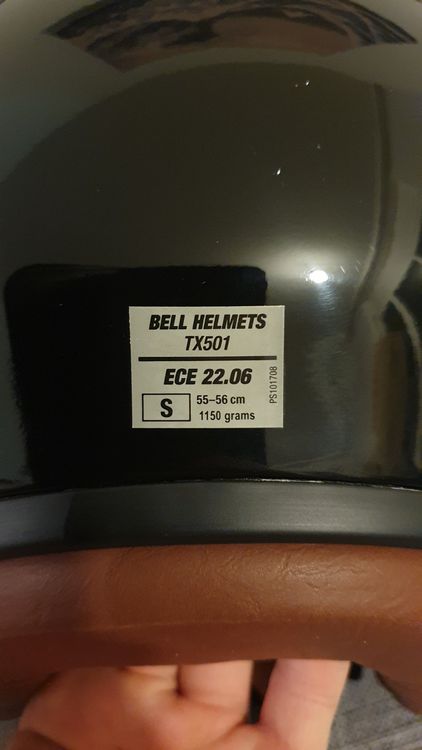 BELL HELMETS
TX501
ECE 22.06
S
55–56 cm
1150 grams
PS101708